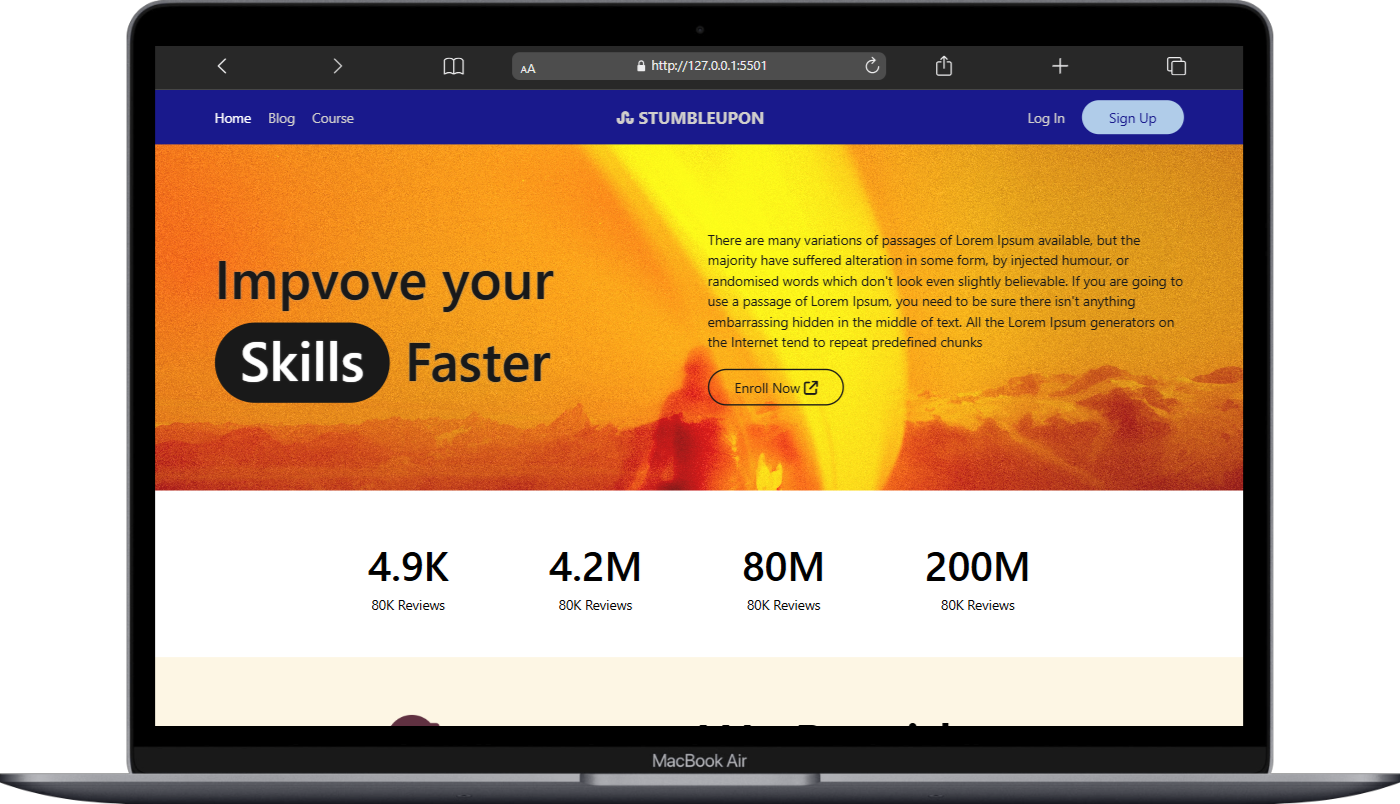 AA
http://127.0.0.1:5501
Home Blog Course
STUMBLEUPON
Log In
Sign Up
Impvove your
Skills Faster
There are many variations of passages of Lorem Ipsum available, but the
majority have suffered alteration in some form, by injected humour, or
randomised words which don't look even slightly believable. If you are going to
use a passage of Lorem Ipsum, you need to be sure there isn't anything
embarrassing hidden in the middle of text. All the Lorem Ipsum generators on
the Internet tend to repeat predefined chunks
Enroll Now
4.9K 4.2M 80M 200M
80K Reviews 80K Reviews 80K Reviews 80K Reviews
MacBook Air